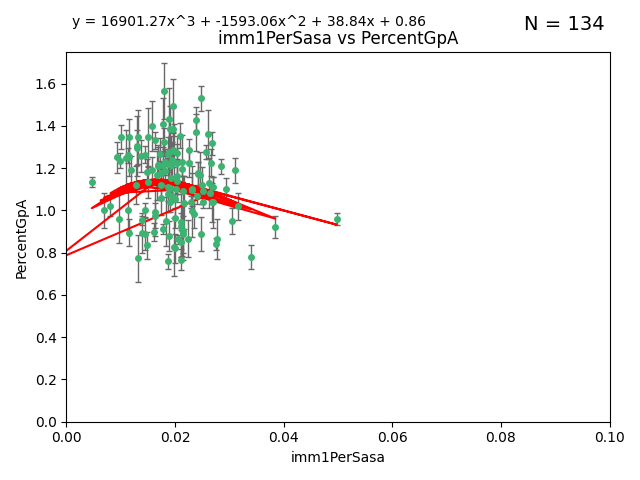 y = 16901.27x^3 + -1593.06x^2 + 38.84x + 0.86
N = 134
imm1PerSasa vs PercentGpA
PercentGpA
1.6
1.4
1.2
1.0
0.8
0.6
0.4
0.2
0.0
0.00 0.02 0.04 0.06 0.08 0.10
imm1PerSasa